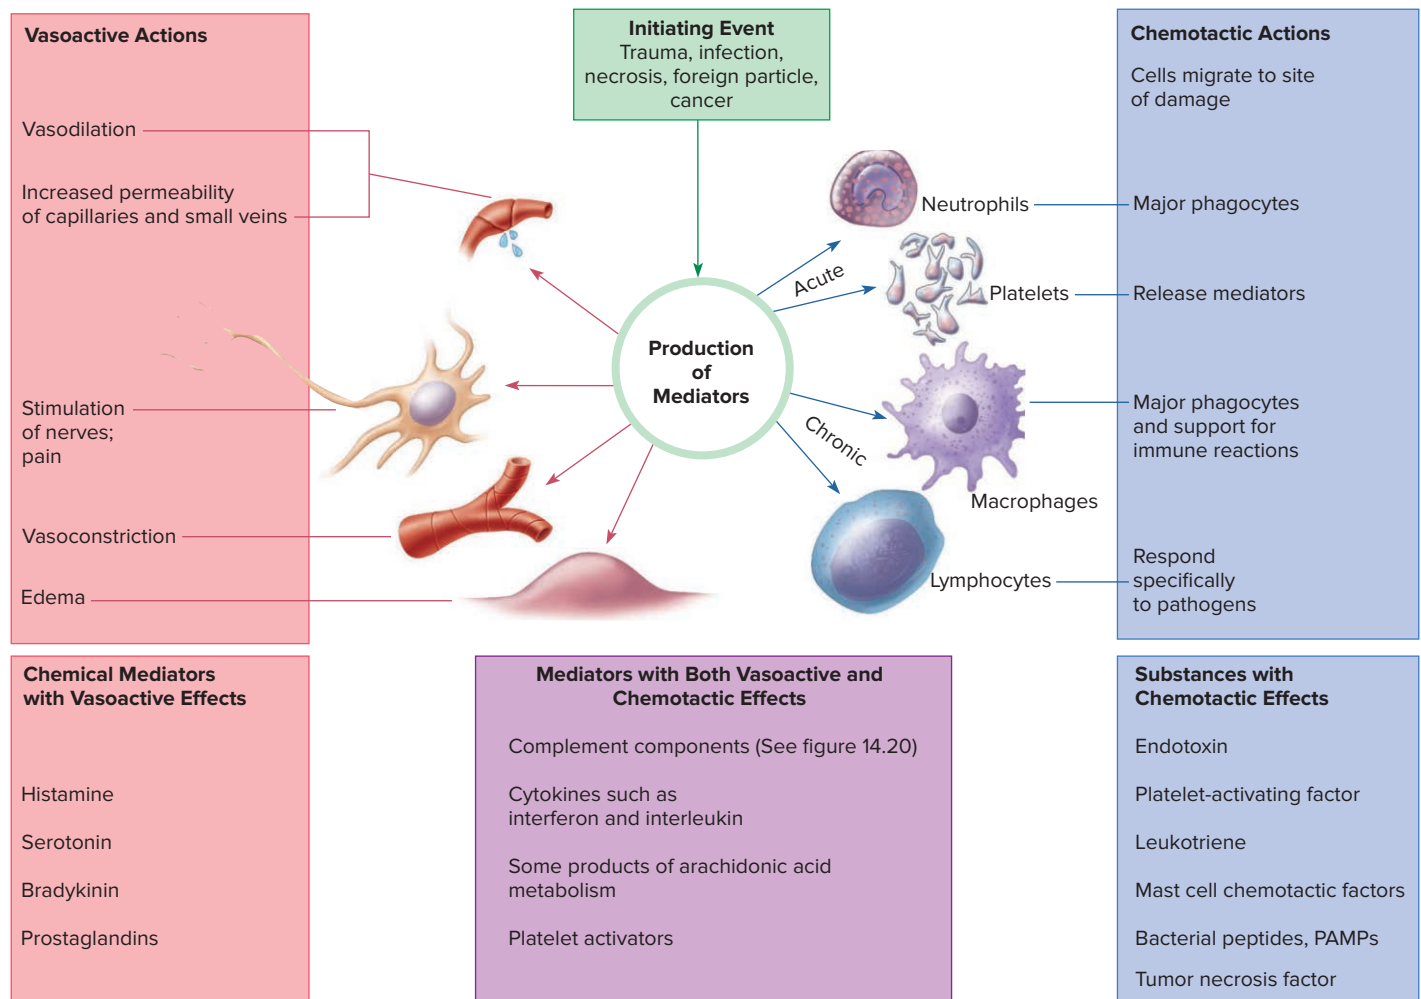 Vasoactive Actions
Vasodilation
Increased permeability
of capillaries and small veins
Stimulation
of nerves;
pain
Vasoconstriction
Edema
Initiating Event
Trauma, infection,
necrosis, foreign particle,
cancer
Production
of
Mediators
Acute
Chronic
Neutrophils
Platelets
Macrophages
Lymphocytes
Chemotactic Actions
Cells migrate to site
of damage
Major phagocytes
Release mediators
Major phagocytes
and support for
immune reactions
Respond
specifically
to pathogens
Chemical Mediators
with Vasoactive Effects
Histamine
Serotonin
Bradykinin
Prostaglandins
Mediators with Both Vasoactive and
Chemotactic Effects
Complement components (See figure 14.20)
Cytokines such as
interferon and interleukin
Some products of arachidonic acid
metabolism
Platelet activators
Substances with
Chemotactic Effects
Endotoxin
Platelet-activating factor
Leukotriene
Mast cell chemotactic factors
Bacterial peptides, PAMPs
Tumor necrosis factor